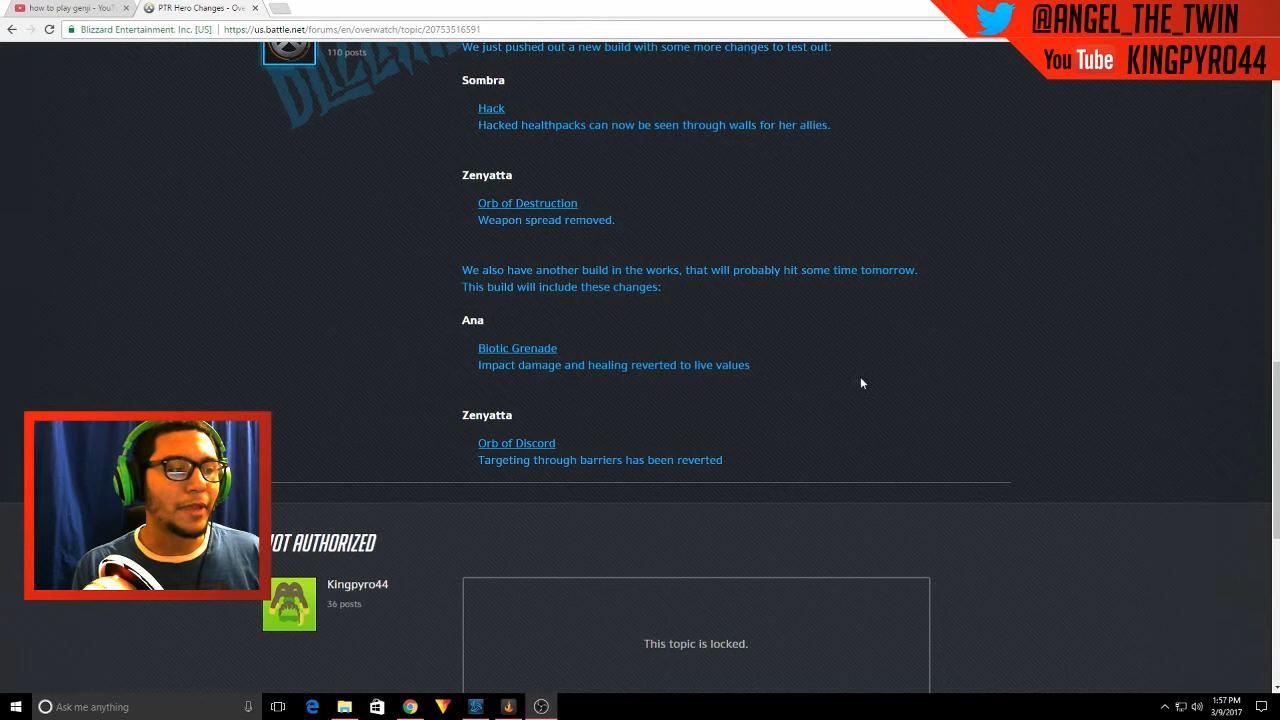 how to play genji - YouT
PTR Hero Changes - Ove
Blizzard Entertainment, Inc. [US]
https://us.battle.net/forums/en/overwatch/topic/20753516591
@ANGEL_THE_TWIN
YouTube KINGPYRO44
110 posts
We just pushed out a new build with some more changes to test out:
Sombra
Hack
Hacked healthpacks can now be seen through walls for her allies.
Zenyatta
Orb of Destruction
Weapon spread removed.
We also have another build in the works, that will probably hit some time tomorrow.
This build will include these changes:
Ana
Biotic Grenade
Impact damage and healing reverted to live values
Zenyatta
Orb of Discord
Targeting through barriers has been reverted
NOT AUTHORIZED
Kingpyro44
36 posts
This topic is locked.
Ask me anything
1:57 PM
3/9/2017